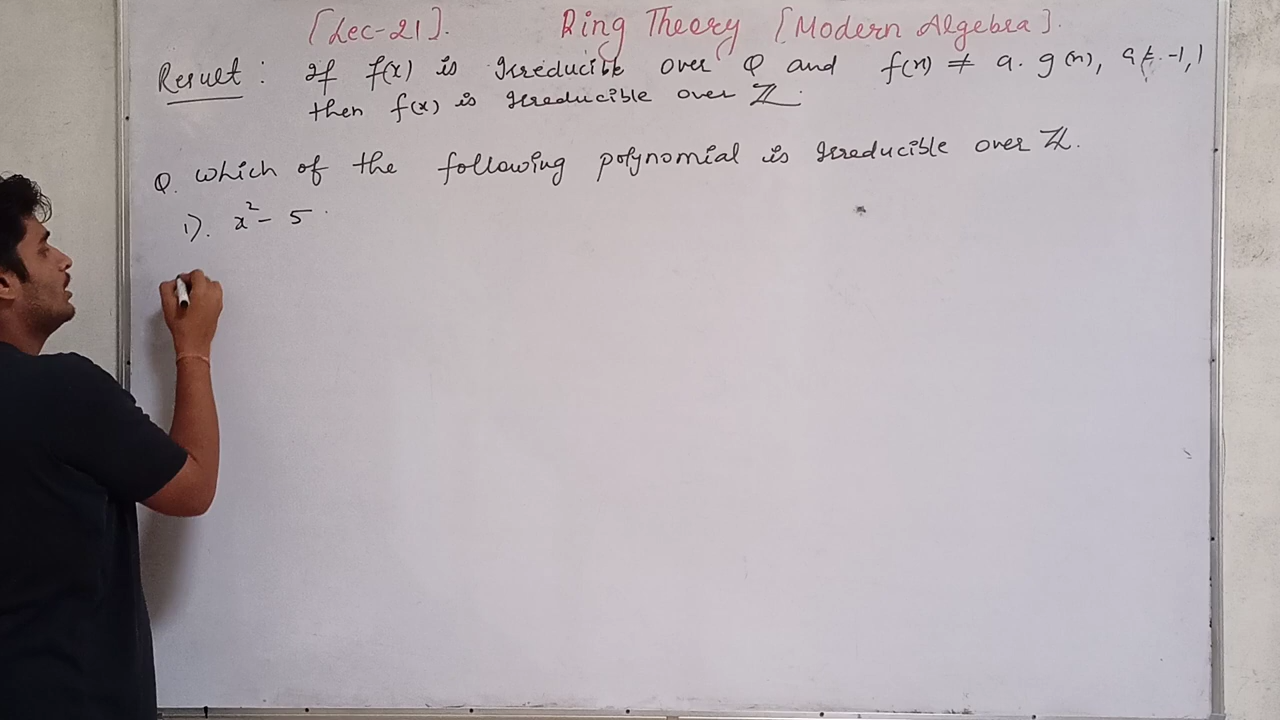 [Lec-21]. Ring Theory [Modern Algebra].
Result : If f(x) is Irreducible over Q and f(x) ≠ a. g(x), a ≠ -1, 1
then f(x) is Irreducible over ℤ.
Q. Which of the following polynomial is Irreducible over ℤ.
1). x² - 5.